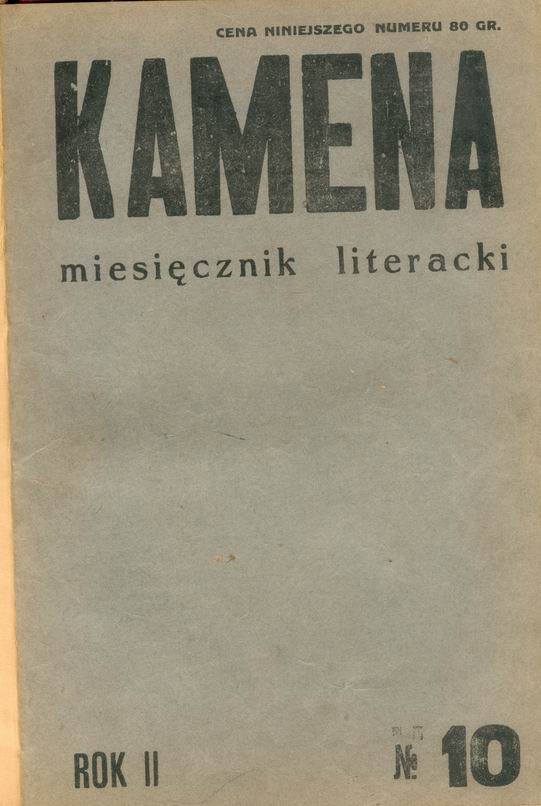 CENA NINIEJSZEGO NUMERU 80 GR.
KAMENA
miesięcznik literacki
ROK II
№ 10